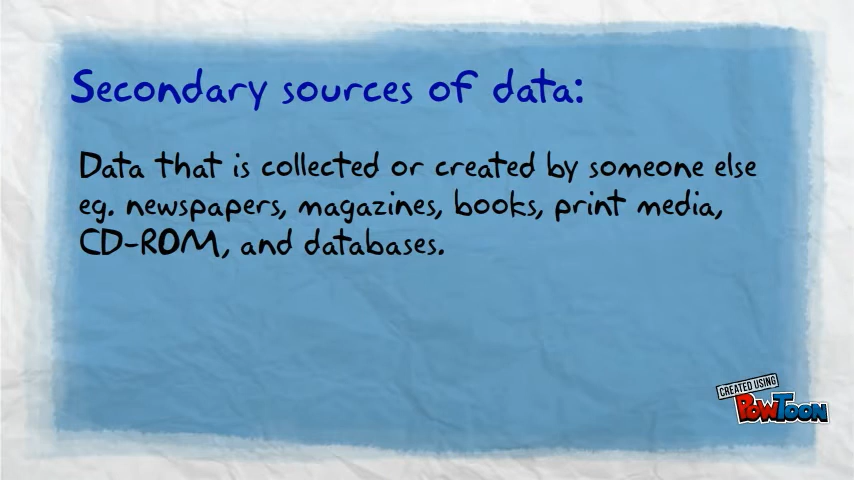 Secondary sources of data:
Data that is collected or created by someone else
eg. newspapers, magazines, books, print media,
CD-ROM, and databases.
CREATED USING
POWTOON